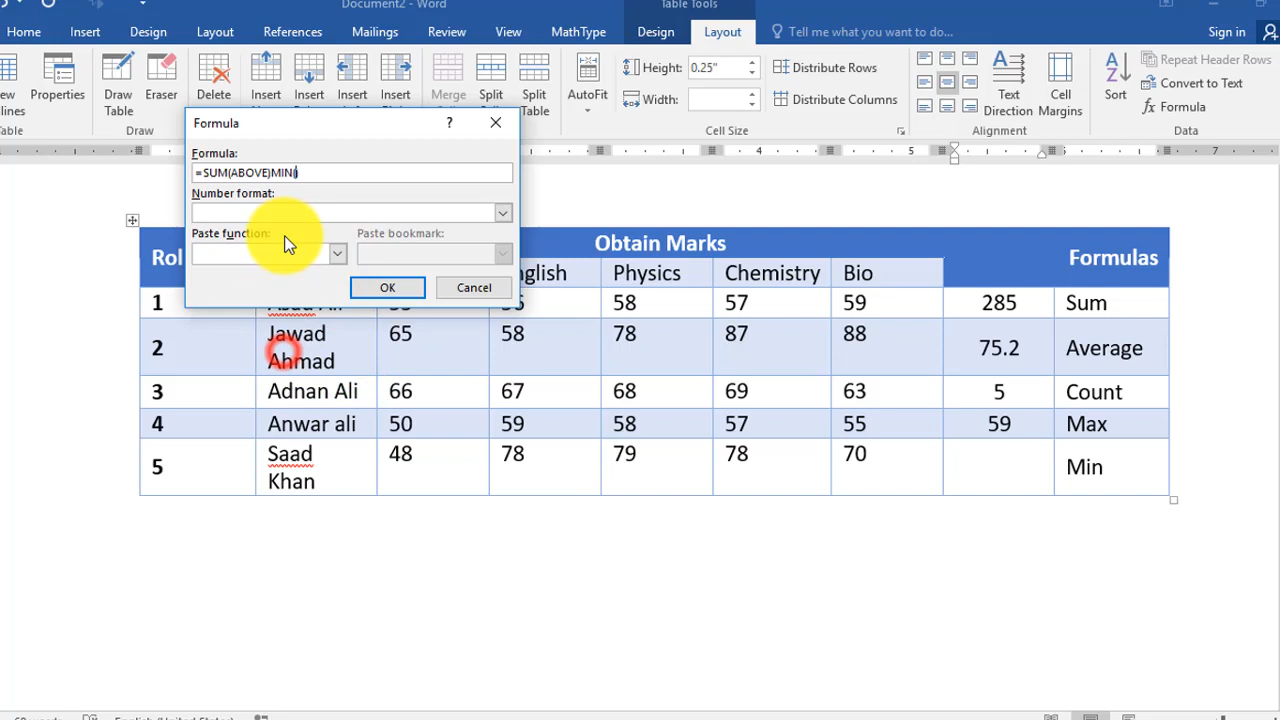 Document2 - Word
Table Tools
Home Insert Design Layout References Mailings Review View MathType Design Layout Tell me what you want to do... Sign in
Properties
Draw
Table
Eraser
Delete
Insert
Insert
Insert
Merge
Split
Split
Table
AutoFit
Height: 0.25"
Width:
Distribute Rows
Distribute Columns
Text
Direction
Cell
Margins
Sort
Repeat Header Rows
Convert to Text
Formula
Draw
Cell Size
Alignment
Data
4 5 7
Formula ?
Formula:
=SUM(ABOVE)MIN()
Number format:
Paste function: Paste bookmark:
OK Cancel
Obtain Marks Formulas
Physics Chemistry Bio
1 58 57 59 285 Sum
2 Jawad Ahmad 65 58 78 87 88 75.2 Average
3 Adnan Ali 66 67 68 69 63 5 Count
4 Anwar ali 50 59 58 57 55 59 Max
5 Saad Khan 48 78 79 78 70 Min